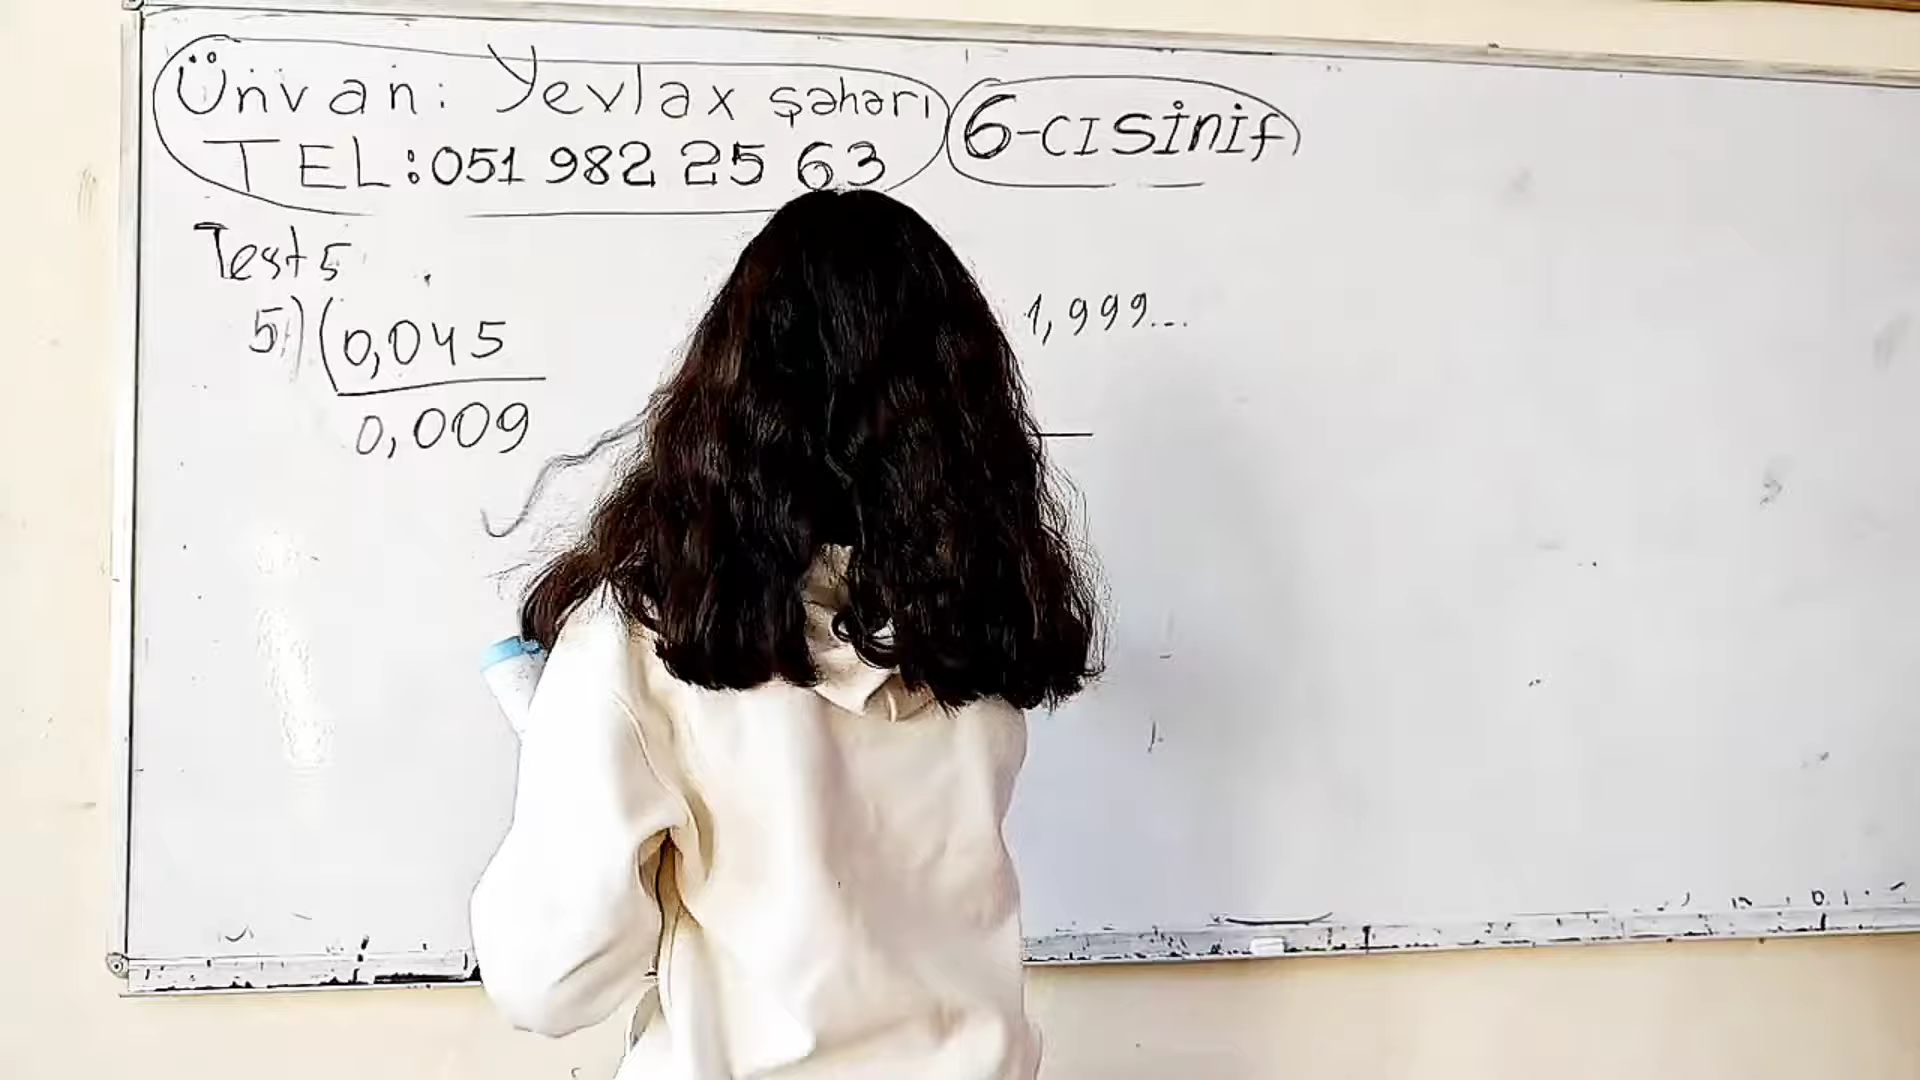 Ünvan: Yevlax şəhəri
TEL: 051 982 25 63
6-CI Sinif
Test 5
5) (0,045
0,009
1,999...